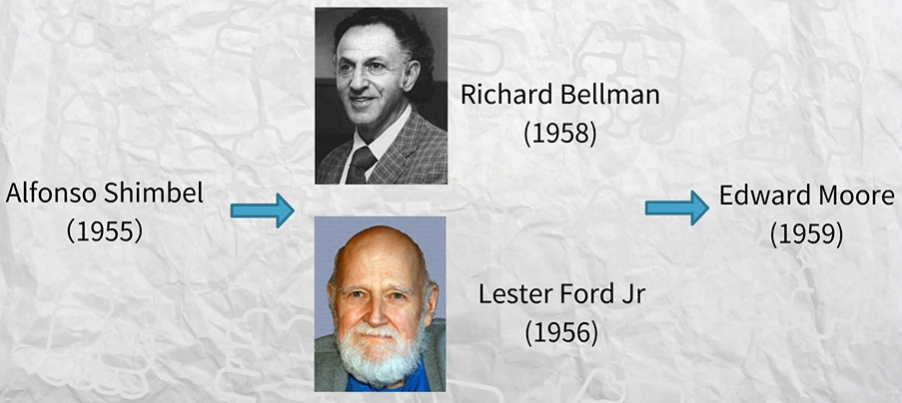 Alfonso Shimbel
(1955)
Richard Bellman
(1958)
Lester Ford Jr
(1956)
Edward Moore
(1959)